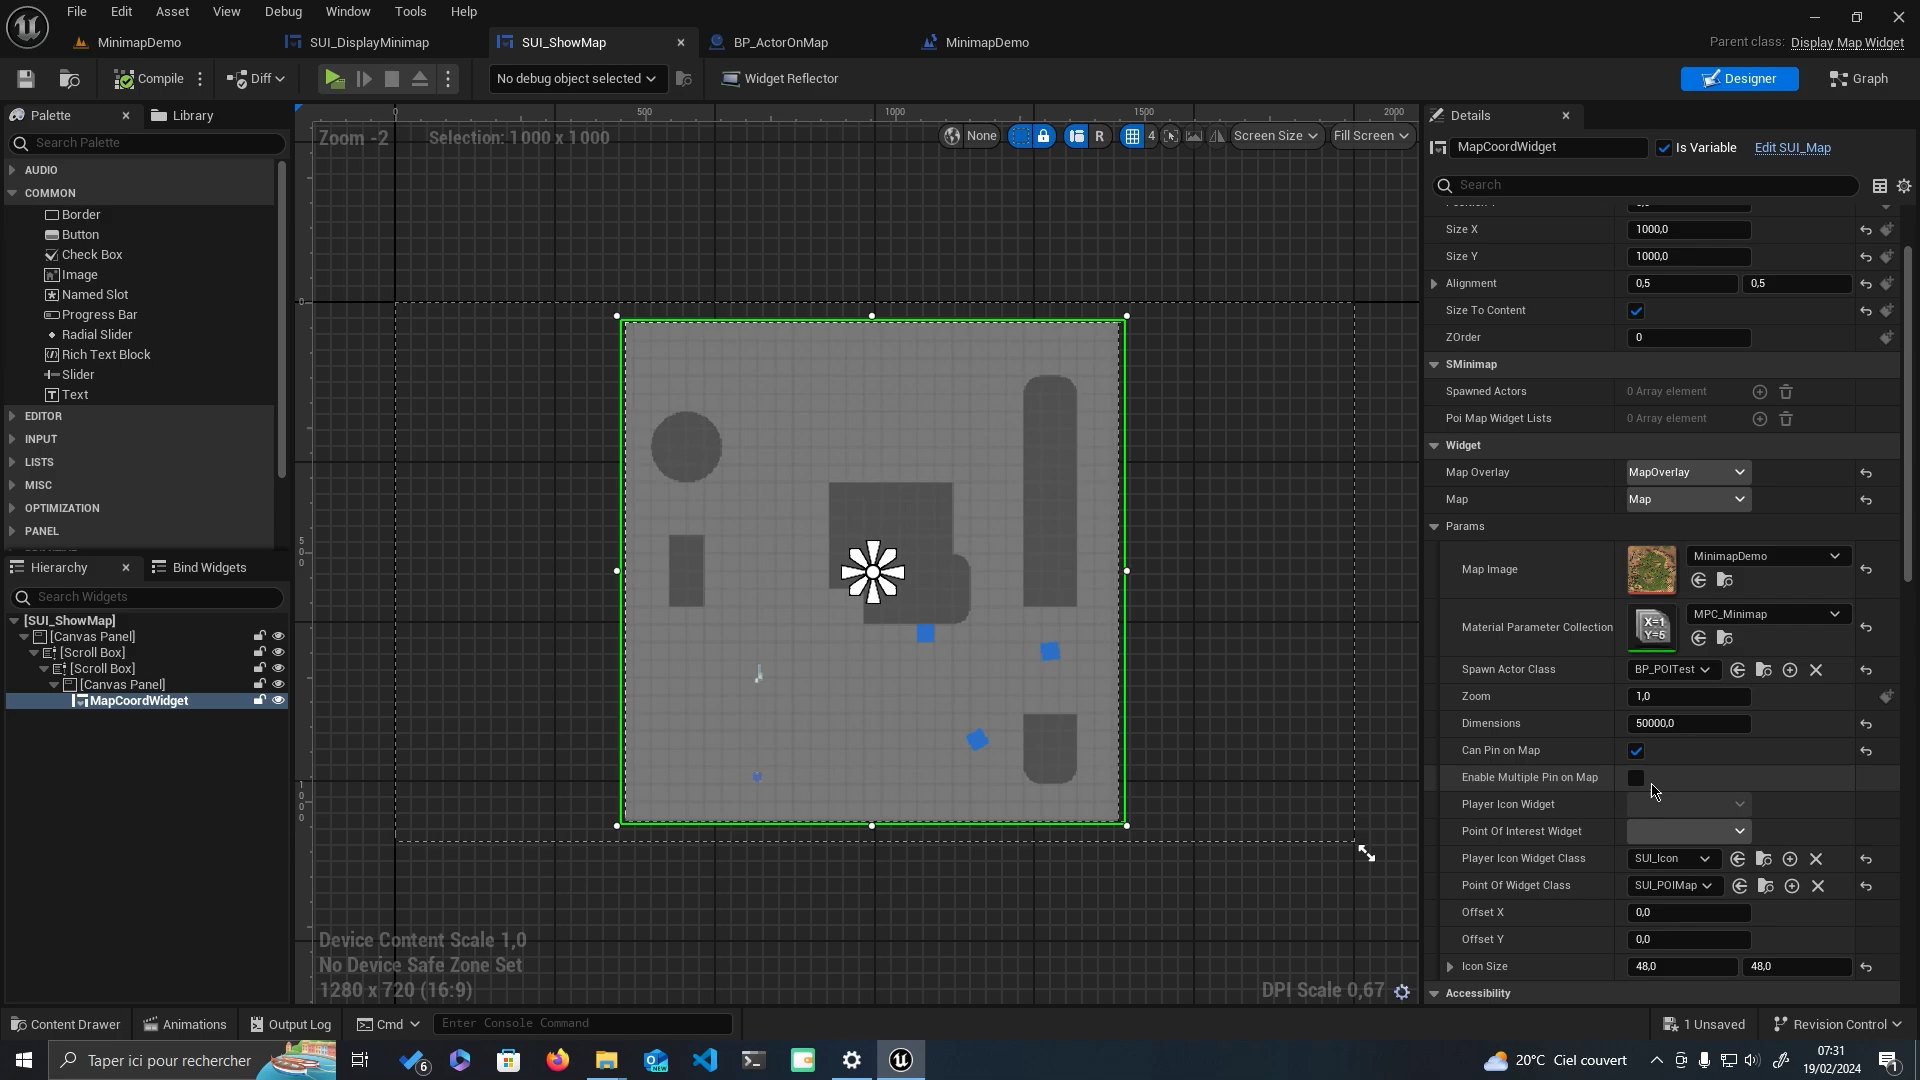 File Edit Asset View Debug Window Tools Help
MinimapDemo SUI_DisplayMinimap SUI_ShowMap BP_ActorOnMap MinimapDemo
Parent class: Display Map Widget
Compile Diff No debug object selected Widget Reflector Designer Graph
Palette Library
Search Palette
AUDIO
COMMON
Border
Button
Check Box
Image
Named Slot
Progress Bar
Radial Slider
Rich Text Block
Slider
Text
EDITOR
INPUT
LISTS
MISC
OPTIMIZATION
PANEL
Hierarchy Bind Widgets
Search Widgets
[SUI_ShowMap]
[Canvas Panel]
[Scroll Box]
[Scroll Box]
[Canvas Panel]
MapCoordWidget
0 500 1000 1500 2000
Zoom -2 Selection: 1000 x 1000
None R 4 Screen Size Fill Screen
0
500
1000
Device Content Scale 1,0
No Device Safe Zone Set
1280 x 720 (16:9)
DPI Scale 0,67
Details
MapCoordWidget Is Variable Edit SUI_Map
Search
Size X 1000,0
Size Y 1000,0
Alignment 0,5 0,5
Size To Content
ZOrder 0
SMinimap
Spawned Actors 0 Array element
Poi Map Widget Lists 0 Array element
Widget
Map Overlay MapOverlay
Map Map
Params
Map Image MinimapDemo
Material Parameter Collection X=1 Y=5 MPC_Minimap
Spawn Actor Class BP_POITest
Zoom 1,0
Dimensions 50000,0
Can Pin on Map
Enable Multiple Pin on Map
Player Icon Widget
Point Of Interest Widget
Player Icon Widget Class SUI_Icon
Point Of Widget Class SUI_POIMap
Offset X 0,0
Offset Y 0,0
Icon Size 48,0 48,0
Accessibility
Content Drawer Animations Output Log Cmd Enter Console Command 1 Unsaved Revision Control
Taper ici pour rechercher
6
NEW
20°C Ciel couvert
07:31
19/02/2024
1